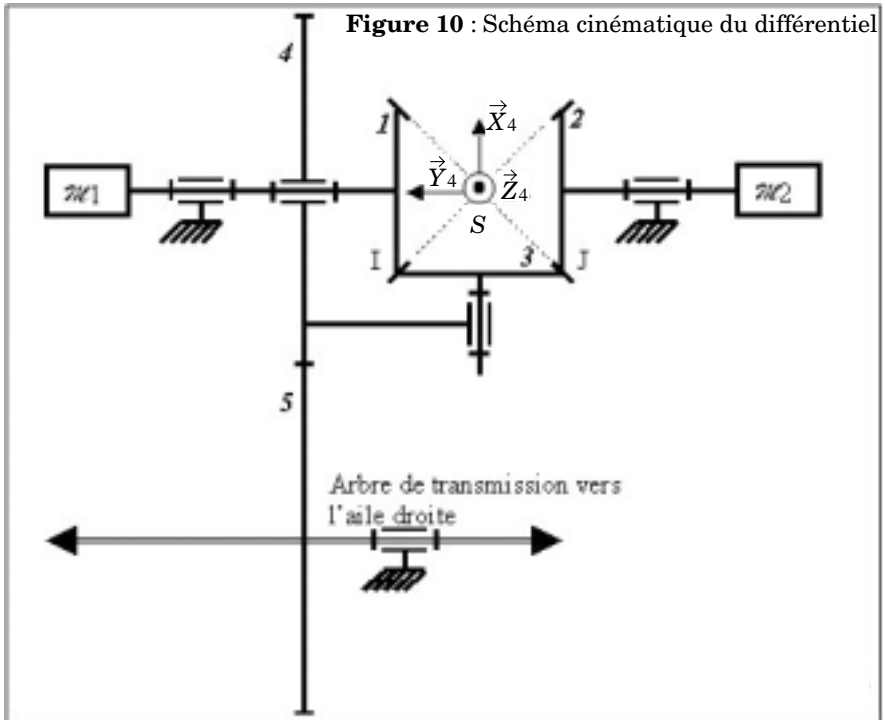 Figure 10 : Schéma cinématique du différentiel
4
1
2
X4
Y4
Z4
S
m1
m2
I
3
J
5
Arbre de transmission vers
l'aile droite